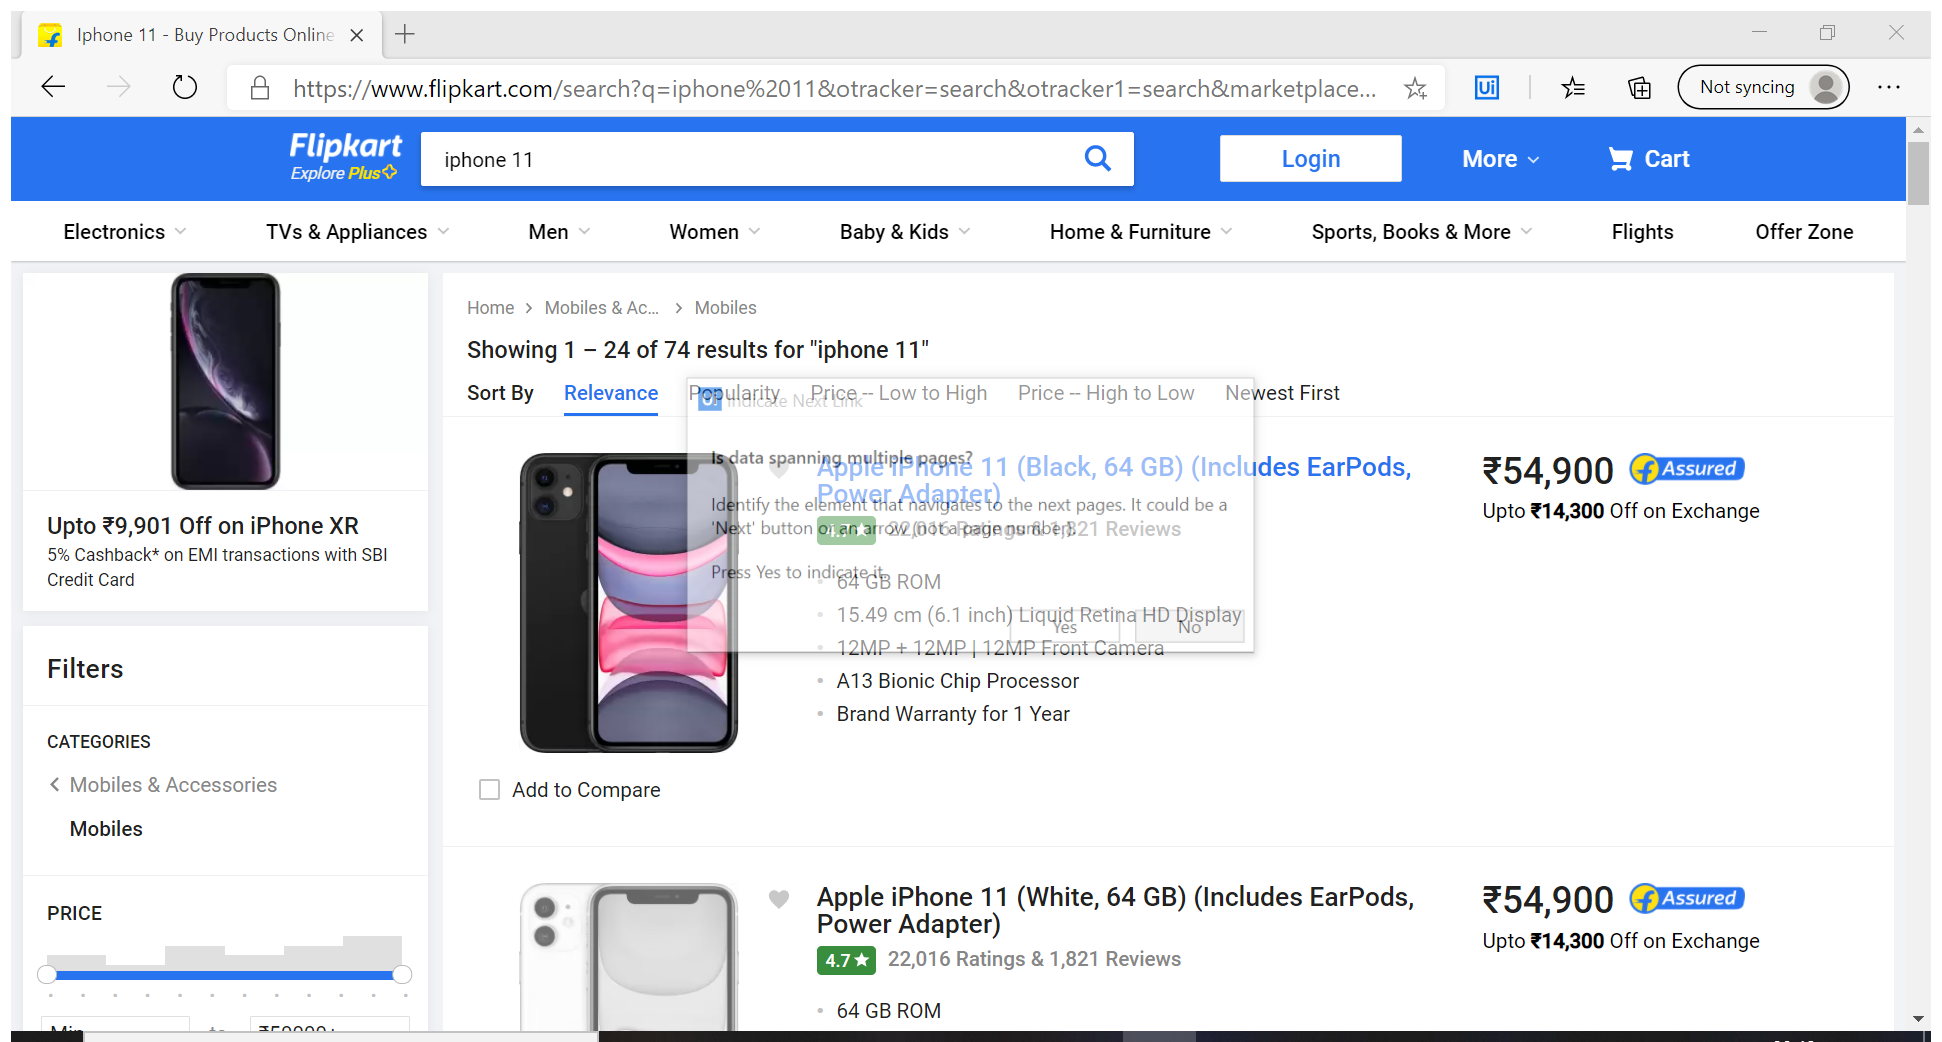 Iphone 11 - Buy Products Online
https://www.flipkart.com/search?q=iphone%2011&otracker=search&otracker1=search&marketplace...
Ui
Not syncing
Flipkart
Explore Plus
iphone 11
Login
More
Cart
Electronics
TVs & Appliances
Men
Women
Baby & Kids
Home & Furniture
Sports, Books & More
Flights
Offer Zone
Upto ₹9,901 Off on iPhone XR
5% Cashback* on EMI transactions with SBI
Credit Card
Filters
CATEGORIES
Mobiles & Accessories
Mobiles
PRICE
Min
to
₹50000+
Home
Mobiles & Ac...
Mobiles
Showing 1 – 24 of 74 results for "iphone 11"
Sort By
Relevance
Popularity
Price -- Low to High
Price -- High to Low
Newest First
Ui Indicate Next Link
Is data spanning multiple pages?
Identify the element that navigates to the next pages. It could be a
'Next' button or an arrow (not a page number).
Press Yes to indicate it.
Yes
No
Apple iPhone 11 (Black, 64 GB) (Includes EarPods,
Power Adapter)
4.7 ★
22,016 Ratings & 1,821 Reviews
64 GB ROM
15.49 cm (6.1 inch) Liquid Retina HD Display
12MP + 12MP | 12MP Front Camera
A13 Bionic Chip Processor
Brand Warranty for 1 Year
₹54,900
Assured
Upto ₹14,300 Off on Exchange
Add to Compare
Apple iPhone 11 (White, 64 GB) (Includes EarPods,
Power Adapter)
4.7 ★
22,016 Ratings & 1,821 Reviews
64 GB ROM
₹54,900
Assured
Upto ₹14,300 Off on Exchange